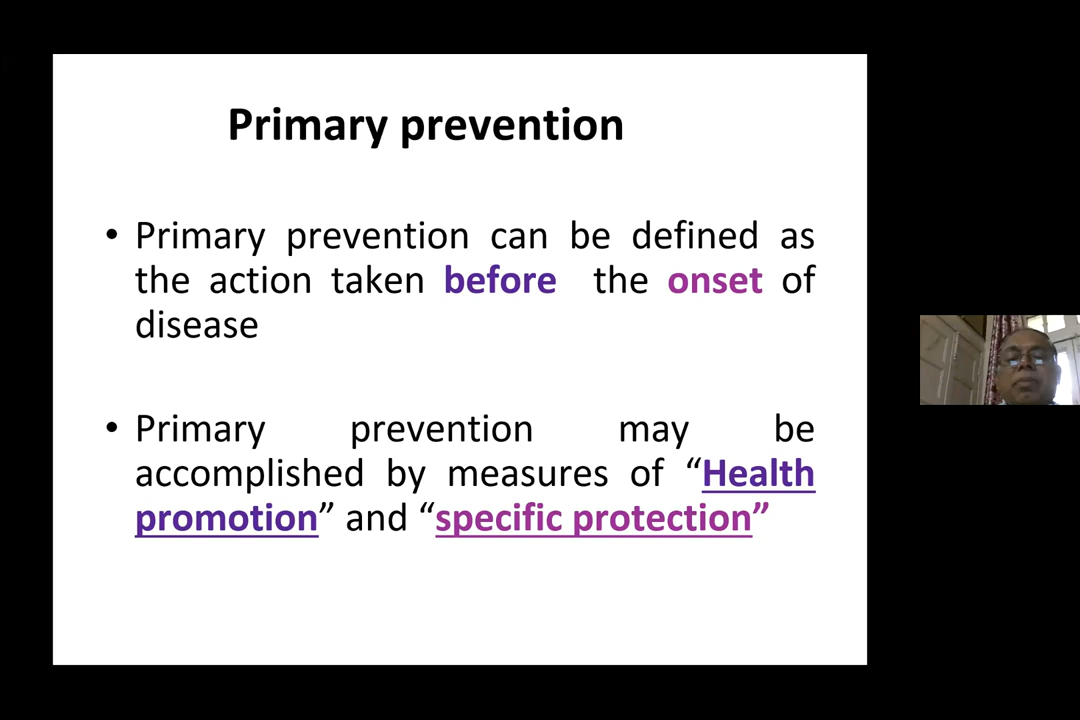 Primary prevention
• Primary prevention can be defined as
the action taken before the onset of
disease
• Primary prevention may be
accomplished by measures of “Health
promotion” and “specific protection”